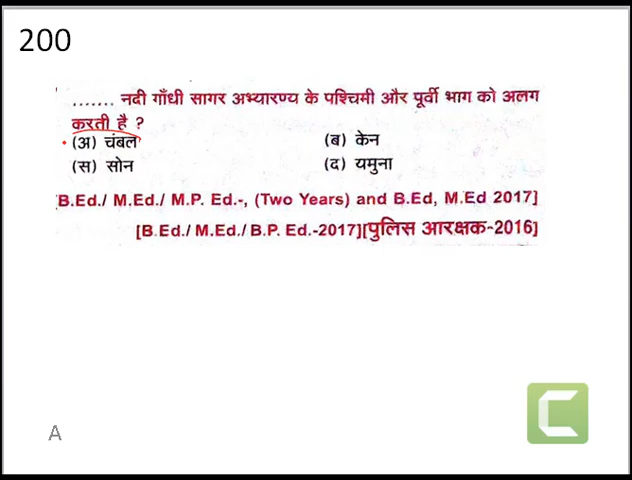 200
....... नदी गाँधी सागर अभ्यारण्य के पश्चिमी और पूर्वी भाग को अलग
करती है ?
(अ) चंबल (ब) केन
(स) सोन (द) यमुना
[B.Ed./ M.Ed./ M.P. Ed.-, (Two Years) and B.Ed, M.Ed 2017]
[B.Ed./ M.Ed./ B.P. Ed.-2017][पुलिस आरक्षक-2016]
A